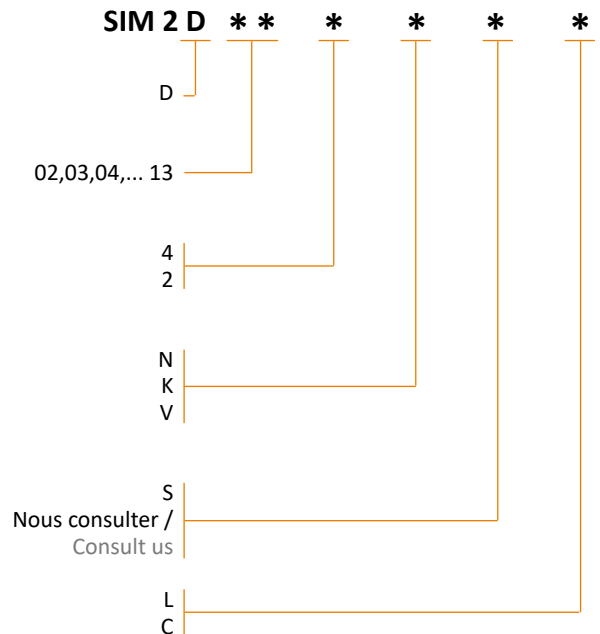 SIM 2 D ** * * * *
D
02,03,04,... 13
4
2
N
K
V
S
Nous consulter /
Consult us
L
C